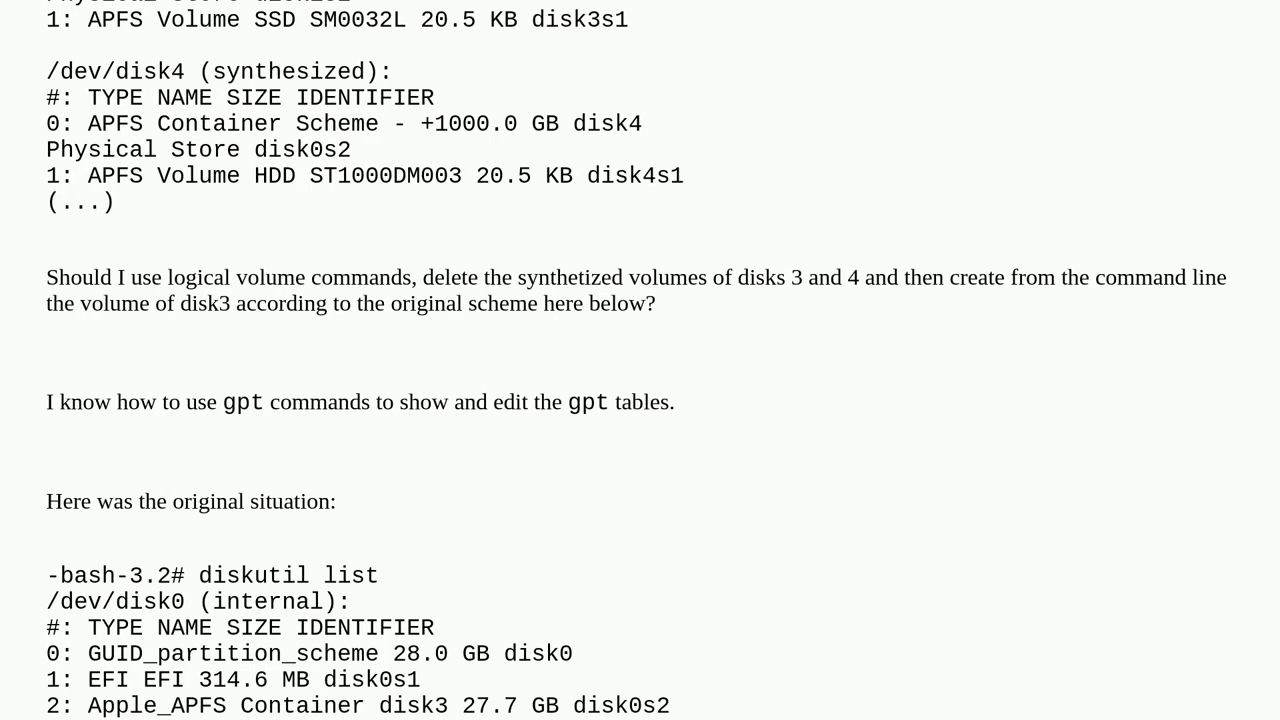 1: APFS Volume SSD SM0032L 20.5 KB disk3s1
/dev/disk4 (synthesized):
#: TYPE NAME SIZE IDENTIFIER
0: APFS Container Scheme - +1000.0 GB disk4
Physical Store disk0s2
1: APFS Volume HDD ST1000DM003 20.5 KB disk4s1
(...)
Should I use logical volume commands, delete the synthetized volumes of disks 3 and 4 and then create from the command line
the volume of disk3 according to the original scheme here below?
I know how to use gpt commands to show and edit the gpt tables.
Here was the original situation:
-bash-3.2# diskutil list
/dev/disk0 (internal):
#: TYPE NAME SIZE IDENTIFIER
0: GUID_partition_scheme 28.0 GB disk0
1: EFI EFI 314.6 MB disk0s1
2: Apple_APFS Container disk3 27.7 GB disk0s2